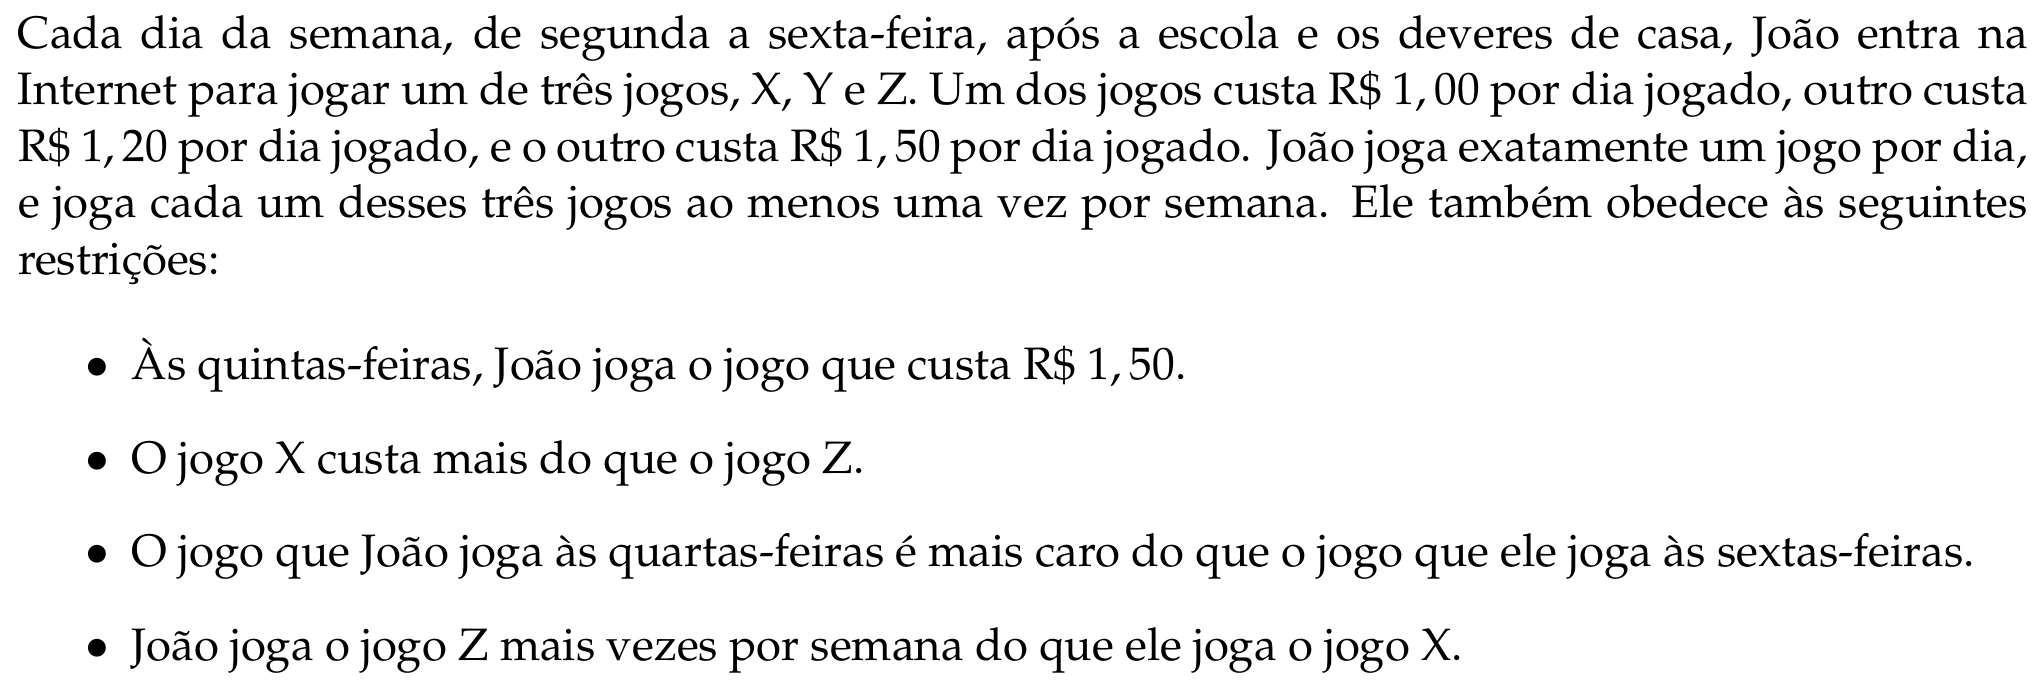 Cada dia da semana, de segunda a sexta-feira, após a escola e os deveres de casa, João entra na
Internet para jogar um de três jogos, X, Y e Z. Um dos jogos custa R$ 1, 00 por dia jogado, outro custa
R$ 1, 20 por dia jogado, e o outro custa R$ 1, 50 por dia jogado. João joga exatamente um jogo por dia,
e joga cada um desses três jogos ao menos uma vez por semana. Ele também obedece às seguintes
restrições:
• Às quintas-feiras, João joga o jogo que custa R$ 1, 50.
• O jogo X custa mais do que o jogo Z.
• O jogo que João joga às quartas-feiras é mais caro do que o jogo que ele joga às sextas-feiras.
• João joga o jogo Z mais vezes por semana do que ele joga o jogo X.